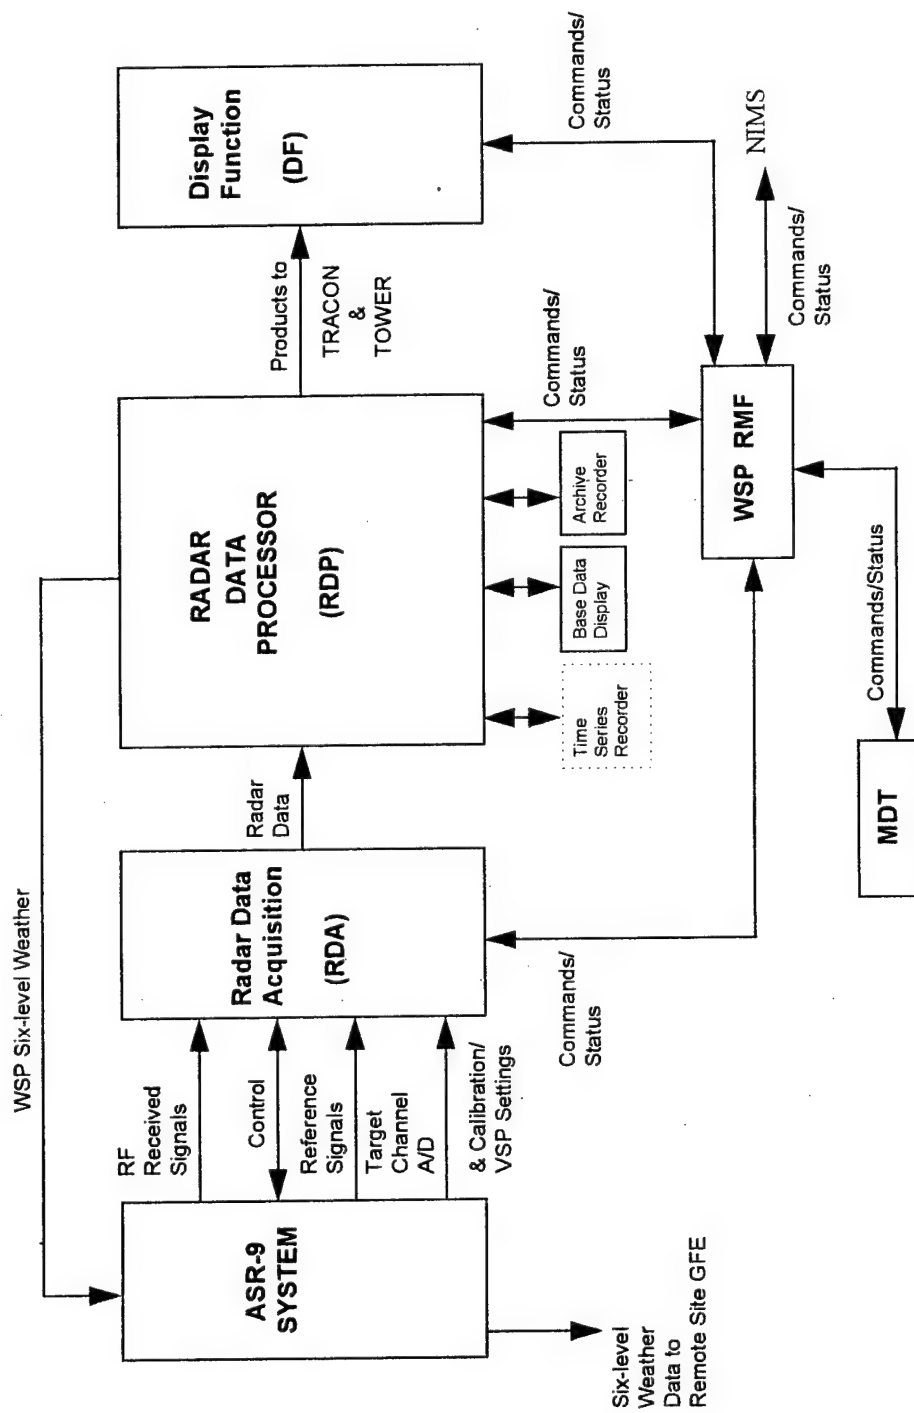 WSP Six-level Weather
ASR-9
SYSTEM
RF
Received
Signals
Control
Reference
Signals
Target
Channel
A/D
& Calibration/
VSP Settings
Six-level
Weather
Data to
Remote Site GFE
Radar Data
Acquisition
(RDA)
Radar
Data
Commands/
Status
RADAR
DATA
PROCESSOR
(RDP)
Time
Series
Recorder
Base Data
Display
Archive
Recorder
Commands/
Status
Products to
TRACON
&
TOWER
Display
Function
(DF)
Commands/
Status
WSP RMF
Commands/
Status
NIMS
Commands/Status
MDT